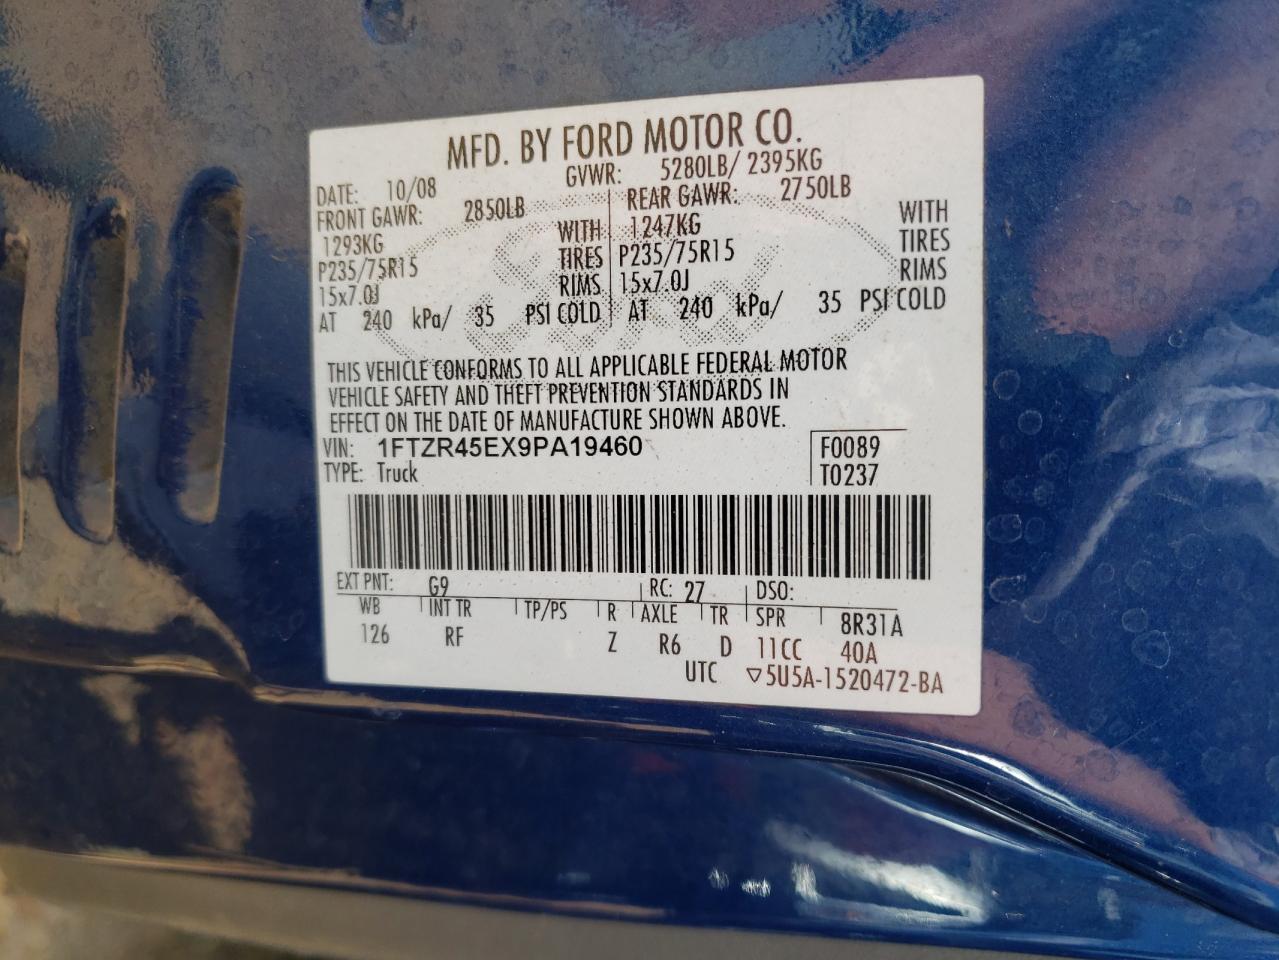 MFD. BY FORD MOTOR CO.
DATE: 10/08 GVWR: 5280LB/ 2395KG
FRONT GAWR: 2850LB REAR GAWR: 2750LB
1293KG WITH 1247KG WITH
P235/75R15 TIRES P235/75R15 TIRES
15x7.0J RIMS 15x7.0J RIMS
AT 240 kPa/ 35 PSI COLD AT 240 kPa/ 35 PSI COLD
THIS VEHICLE CONFORMS TO ALL APPLICABLE FEDERAL MOTOR
VEHICLE SAFETY AND THEFT PREVENTION STANDARDS IN
EFFECT ON THE DATE OF MANUFACTURE SHOWN ABOVE.
VIN: 1FTZR45EX9PA19460 F0089
TYPE: Truck T0237
EXT PNT: G9 RC: 27 DSO:
WB INT TR TP/PS R AXLE TR SPR 8R31A
126 RF Z R6 D 11CC 40A
UTC ▽5U5A-1520472-BA